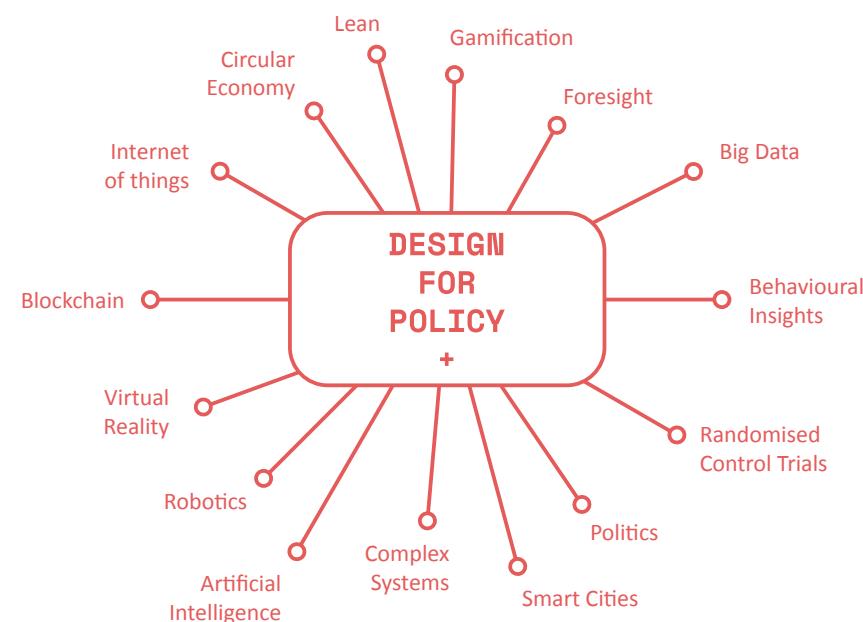 Lean
Gamification
Circular
Economy
Foresight
Internet
of things
Big Data
DESIGN
FOR
POLICY
+
Blockchain
Behavioural
Insights
Virtual
Reality
Randomised
Control Trials
Robotics
Politics
Complex
Systems
Artificial
Intelligence
Smart Cities